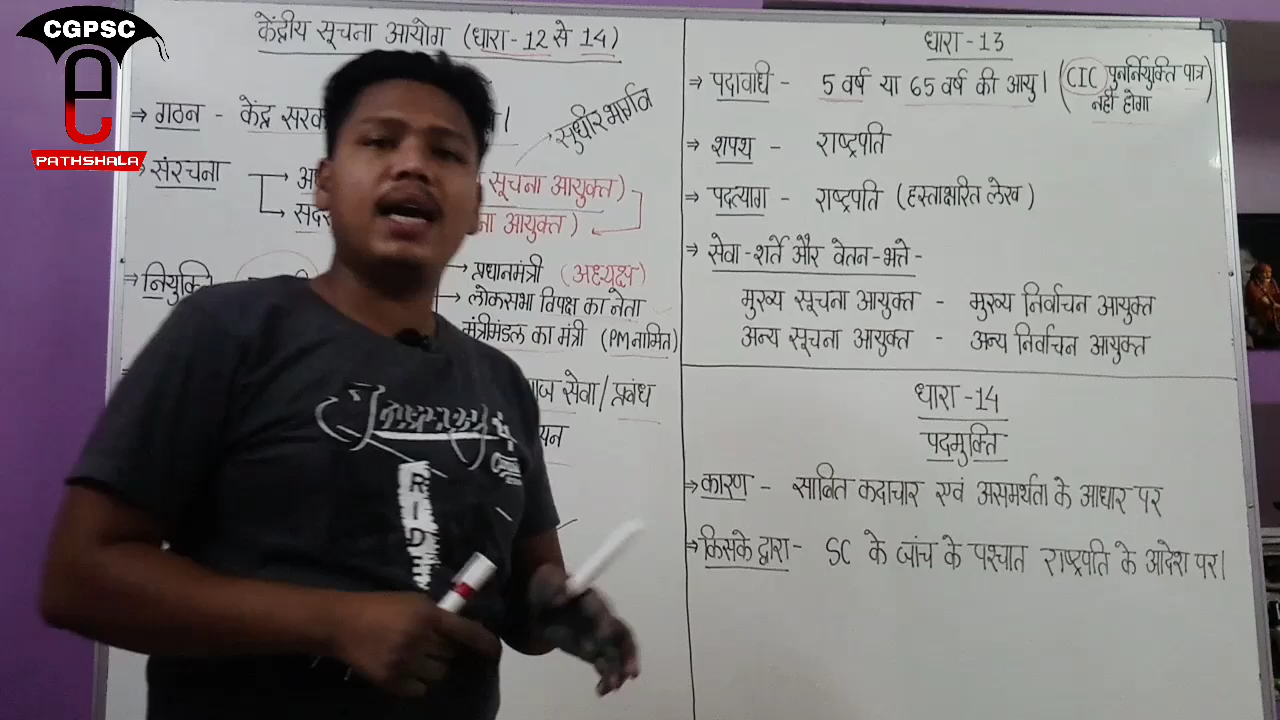 CGPSC
e
PATHSHALA
केंद्रीय सूचना आयोग (धारा-12 से 14)
⇒ गठन - केंद्र
⇒ संरचना
सुधीर भार्गव
सूचना आयुक्त)
आयुक्त)
⇒ नियुक्ति
→ प्रधानमंत्री (अध्यक्ष)
→ लोकसभा विपक्ष का नेता
मंत्रीमंडल का मंत्री (PM नामित)
सेवा / प्रबंध
धारा-13
⇒ पदावधि - 5 वर्ष या 65 वर्ष की आयु। (CIC पुनर्नियुक्ति पात्र
नहीं होगा)
⇒ शपथ - राष्ट्रपति
⇒ पदत्याग - राष्ट्रपति (हस्ताक्षरित लेख)
⇒ सेवा-शर्ते और वेतन-भत्ते-
मुख्य सूचना आयुक्त - मुख्य निर्वाचन आयुक्त
अन्य सूचना आयुक्त - अन्य निर्वाचन आयुक्त
धारा-14
पदमुक्ति
⇒ कारण - साबित कदाचार एवं असमर्थता के आधार पर
⇒ किसके द्वारा- SC के जांच के पश्चात राष्ट्रपति के आदेश पर।
RIDE